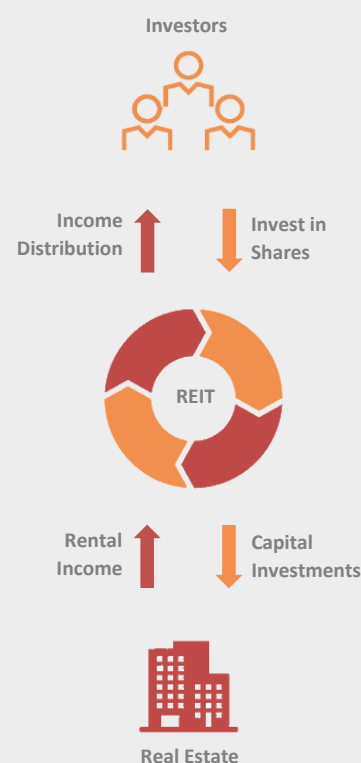 Investors
Income
Distribution
Invest in
Shares
REIT
Rental
Income
Capital
Investments
Real Estate